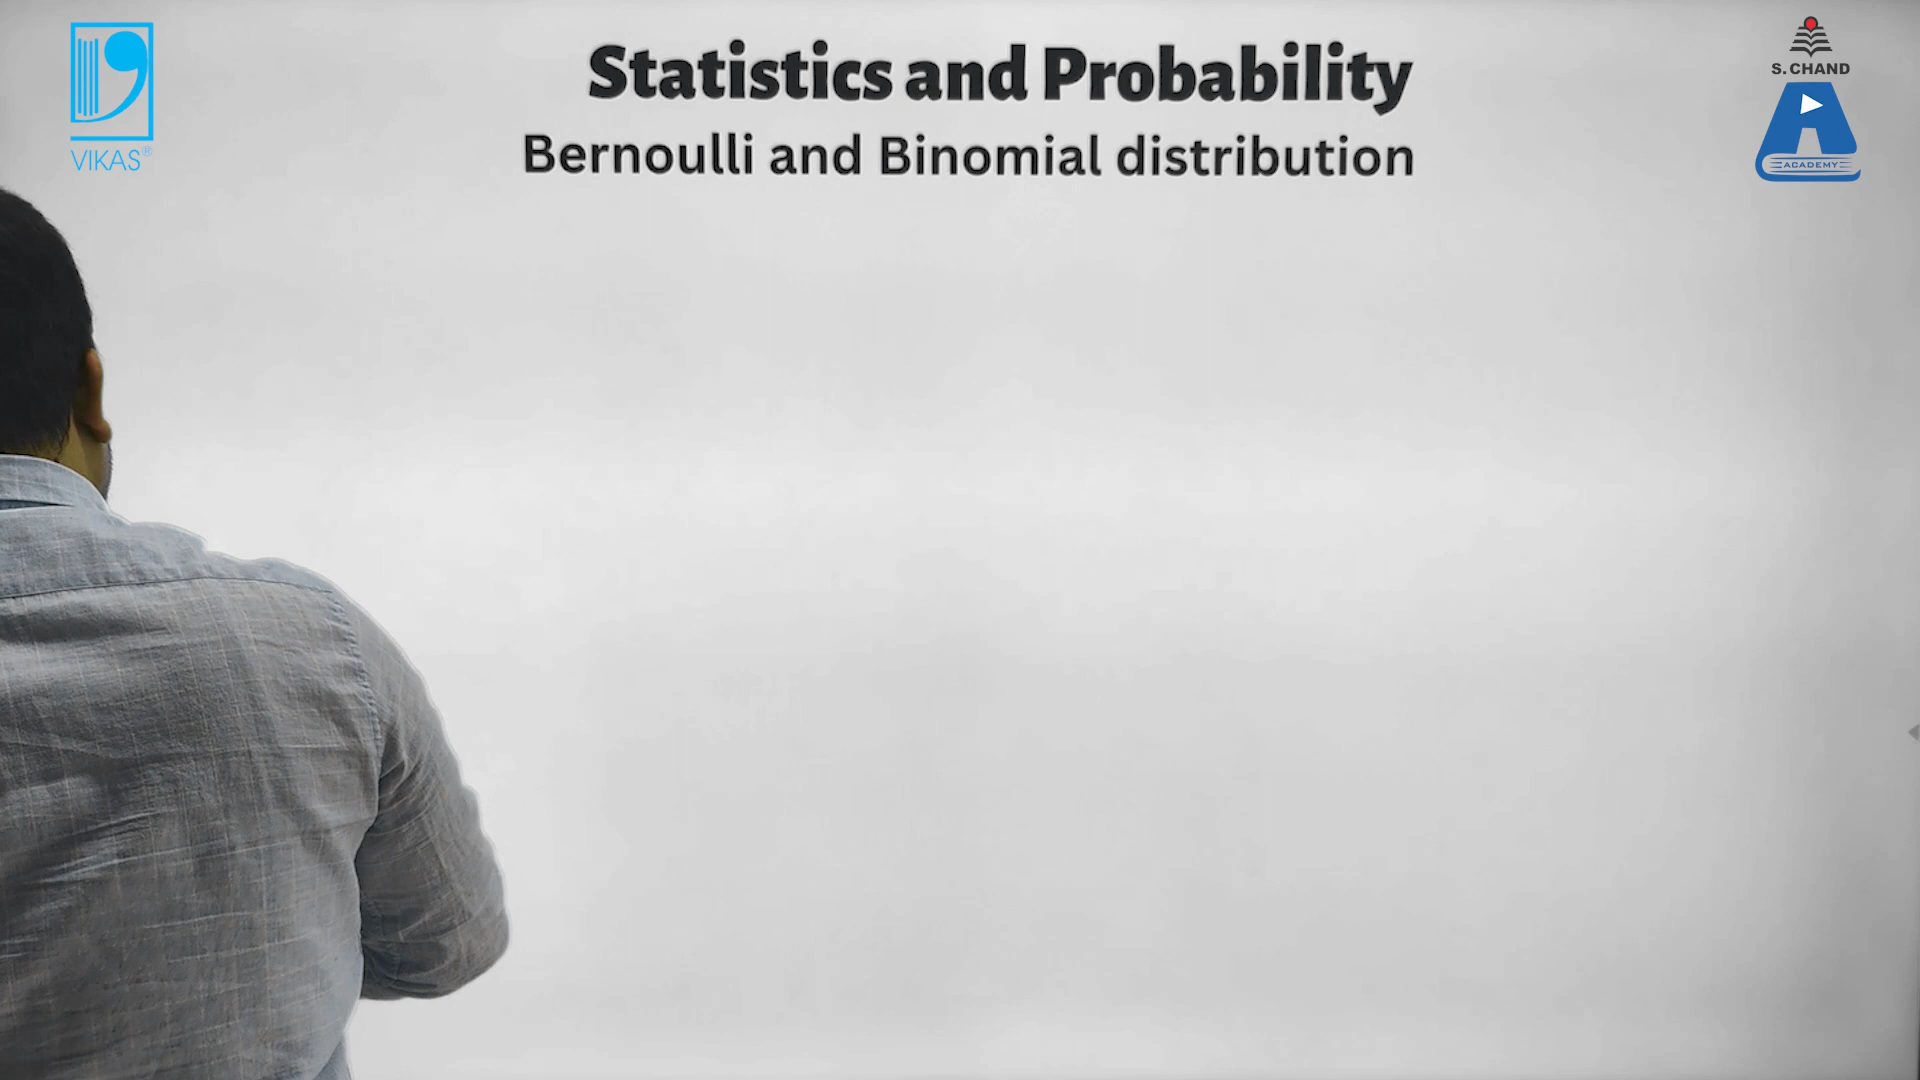 Statistics and Probability
Bernoulli and Binomial distribution
VIKAS®
S. CHAND
ACADEMY